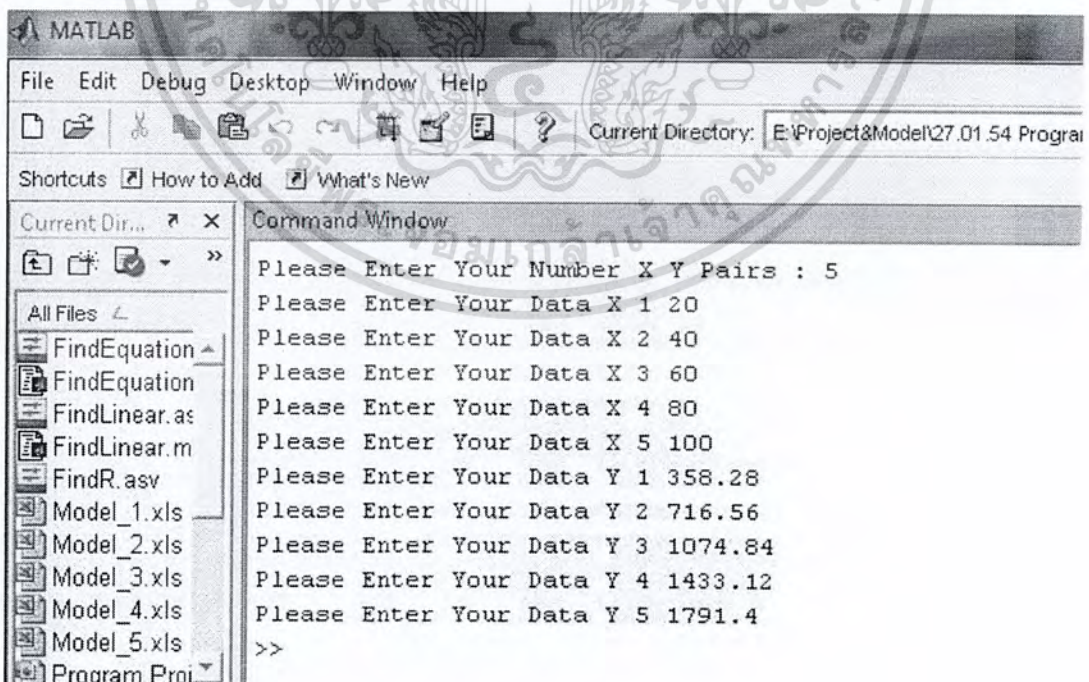 MATLAB
File Edit Debug Desktop Window Help
Current Directory: E:\Project&Model\27.01.54 Prograr
Shortcuts How to Add What's New
Current Dir...
Command Window
All Files
FindEquation
FindEquation
FindLinear.as
FindLinear.m
FindR.asv
Model_1.xls
Model_2.xls
Model_3.xls
Model_4.xls
Model_5.xls
Program Proj
Please Enter Your Number X Y Pairs : 5
Please Enter Your Data X 1 20
Please Enter Your Data X 2 40
Please Enter Your Data X 3 60
Please Enter Your Data X 4 80
Please Enter Your Data X 5 100
Please Enter Your Data Y 1 358.28
Please Enter Your Data Y 2 716.56
Please Enter Your Data Y 3 1074.84
Please Enter Your Data Y 4 1433.12
Please Enter Your Data Y 5 1791.4
>>